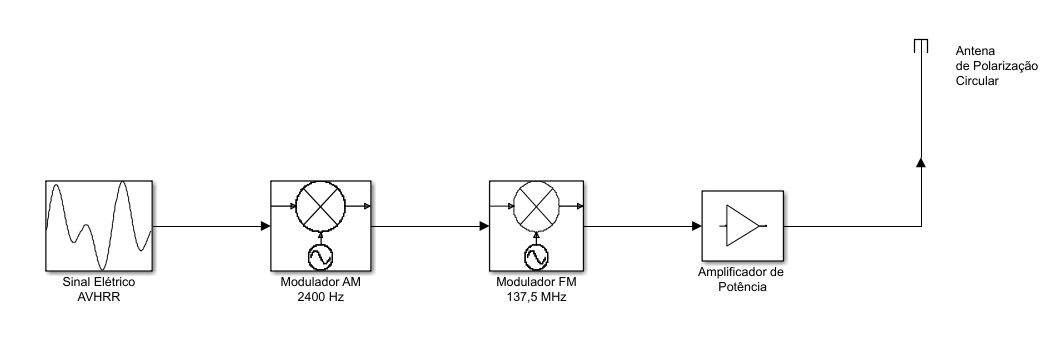 Antena
de Polarização
Circular
Sinal Elétrico
AVHRR
Modulador AM
2400 Hz
Modulador FM
137,5 MHz
Amplificador de
Potência